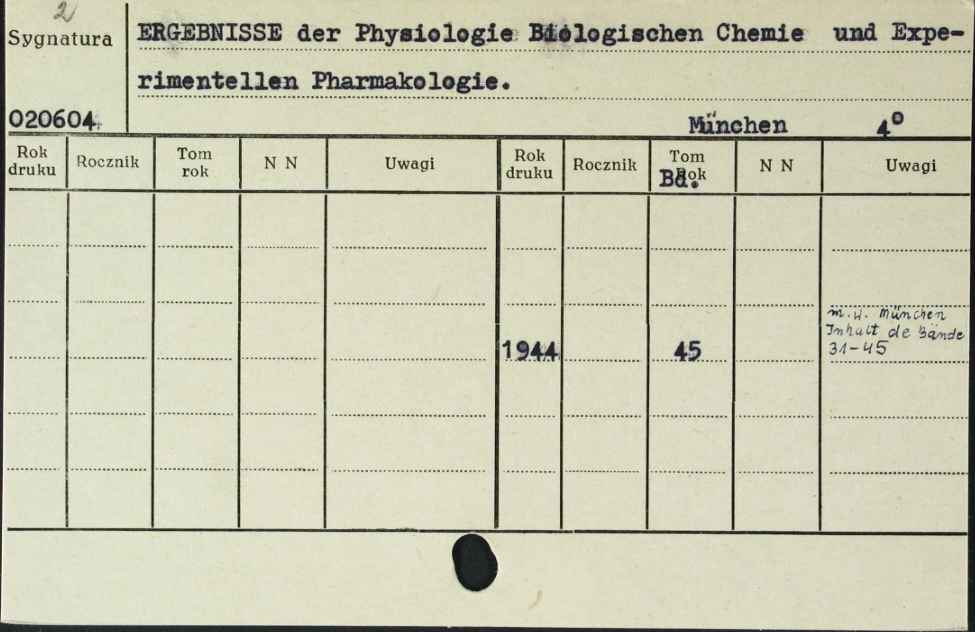 2
Sygnatura
ERGEBNISSE der Physiologie Biologischen Chemie und Expe-
rimentellen Pharmakologie.
020604
München 4°
Rok druku Rocznik Tom rok N N Uwagi Rok druku Rocznik Tom Rok Bd. N N Uwagi
m. W. München
Inhalt de Bände
1944 45 31-45